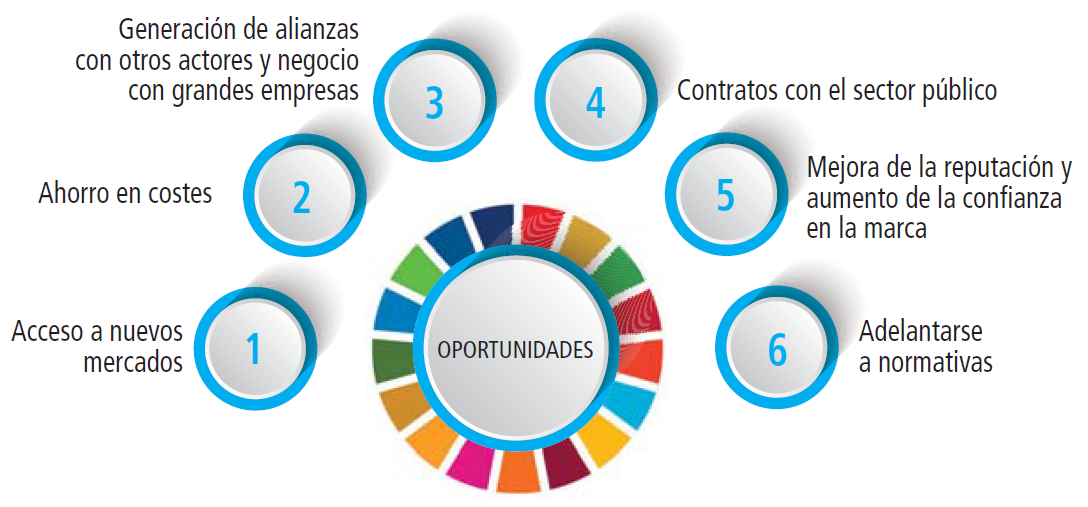 1
Acceso a nuevos
mercados
2
Ahorro en costes
3
Generación de alianzas
con otros actores y negocio
con grandes empresas
4
Contratos con el sector público
5
Mejora de la reputación y
aumento de la confianza
en la marca
6
Adelantarse
a normativas
OPORTUNIDADES